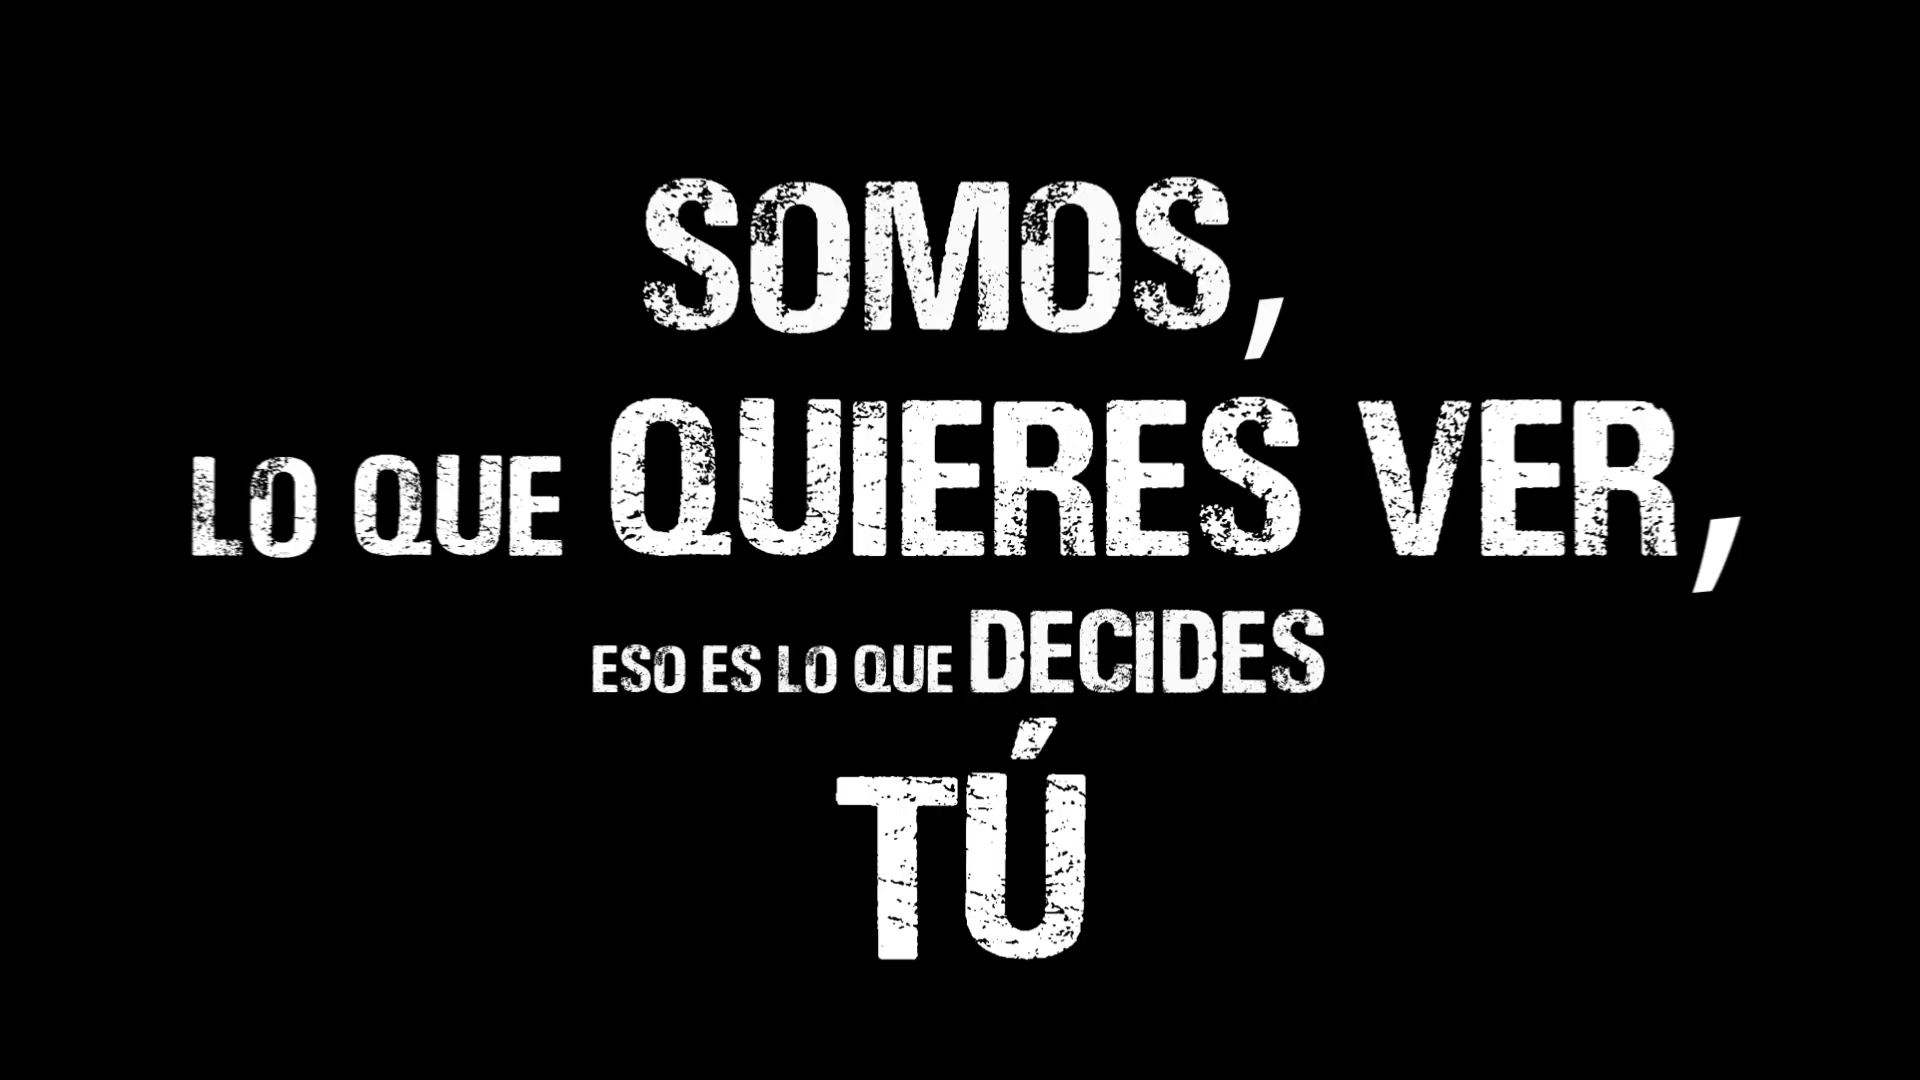 SOMOS,
LO QUE QUIERES VER,
ESO ES LO QUE DECIDES
TÚ